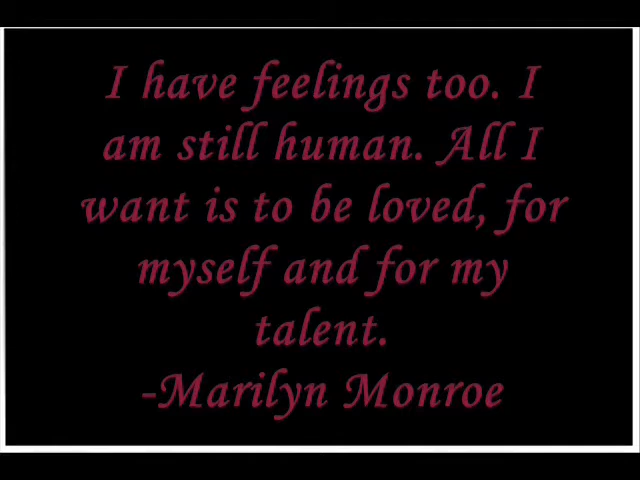 I have feelings too. I
am still human. All I
want is to be loved, for
myself and for my
talent.
-Marilyn Monroe